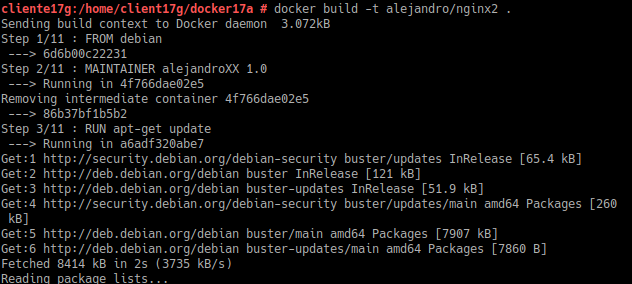 cliente17g:/home/client17g/docker17a # docker build -t alejandro/nginx2 .
Sending build context to Docker daemon  3.072kB
Step 1/11 : FROM debian
 ---> 6d6b00c22231
Step 2/11 : MAINTAINER alejandroXX 1.0
 ---> Running in 4f766dae02e5
Removing intermediate container 4f766dae02e5
 ---> 86b37bf1b5b2
Step 3/11 : RUN apt-get update
 ---> Running in a6adf320abe7
Get:1 http://security.debian.org/debian-security buster/updates InRelease [65.4 kB]
Get:2 http://deb.debian.org/debian buster InRelease [121 kB]
Get:3 http://deb.debian.org/debian buster-updates InRelease [51.9 kB]
Get:4 http://security.debian.org/debian-security buster/updates/main amd64 Packages [260
 kB]
Get:5 http://deb.debian.org/debian buster/main amd64 Packages [7907 kB]
Get:6 http://deb.debian.org/debian buster-updates/main amd64 Packages [7860 B]
Fetched 8414 kB in 2s (3735 kB/s)
Reading package lists...